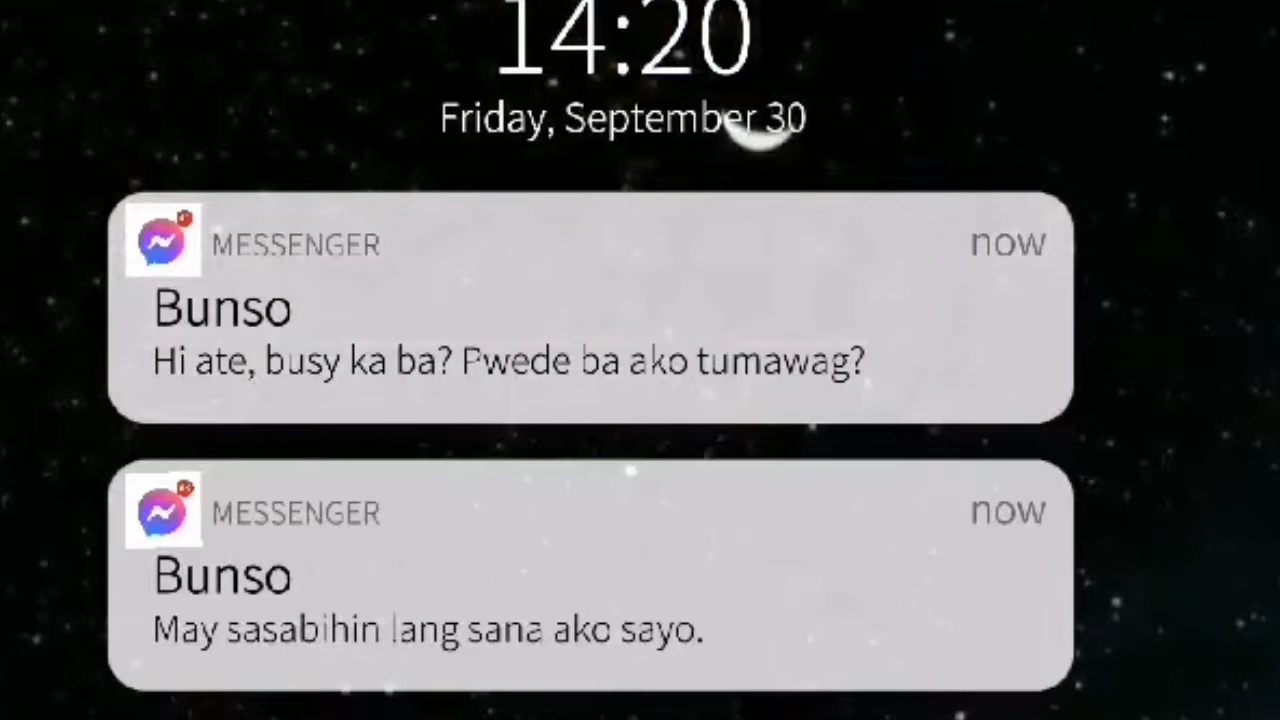 14:20
Friday, September 30
MESSENGER
now
Bunso
Hi ate, busy ka ba? Pwede ba ako tumawag?
MESSENGER
now
Bunso
May sasabihin lang sana ako sayo.